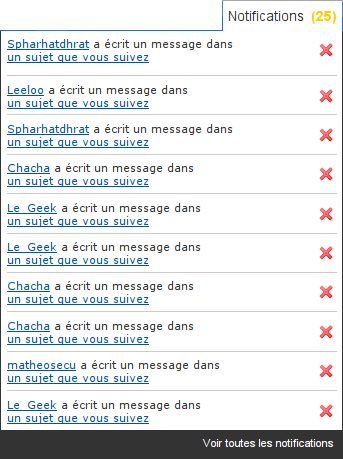 Notifications (25)
Spharhatdhrat a écrit un message dans
un sujet que vous suivez
Leeloo a écrit un message dans
un sujet que vous suivez
Spharhatdhrat a écrit un message dans
un sujet que vous suivez
Chacha a écrit un message dans
un sujet que vous suivez
Le_Geek a écrit un message dans
un sujet que vous suivez
Le_Geek a écrit un message dans
un sujet que vous suivez
Chacha a écrit un message dans
un sujet que vous suivez
Chacha a écrit un message dans
un sujet que vous suivez
matheosecu a écrit un message dans
un sujet que vous suivez
Le_Geek a écrit un message dans
un sujet que vous suivez
Voir toutes les notifications